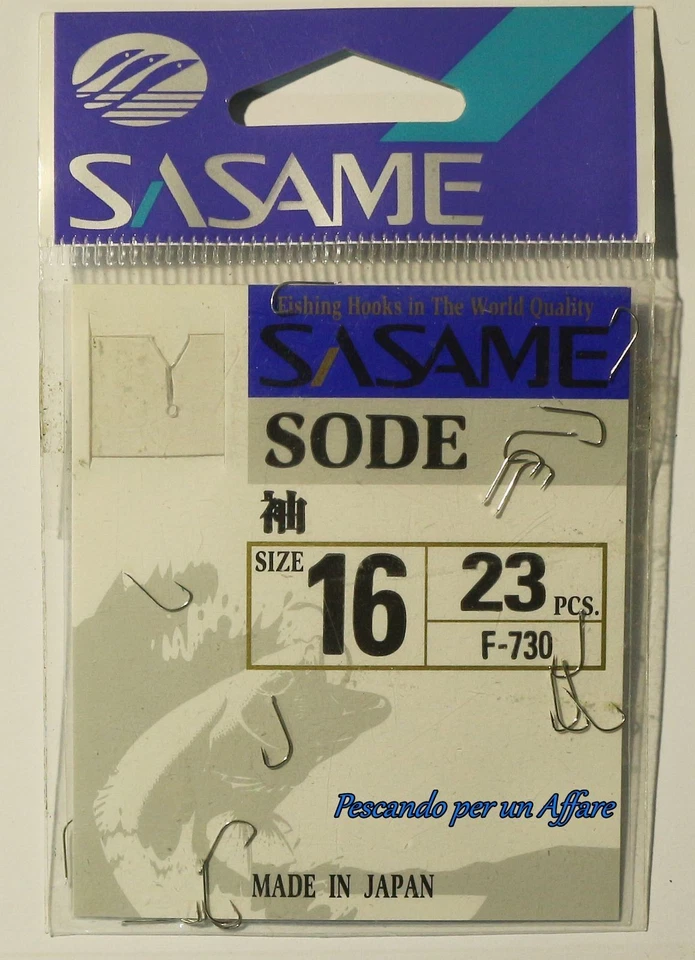 SASAME
Fishing Hooks in The World Quality
SASAME
SODE
袖
SIZE 16
23 PCS.
F-730
Pescando per un Affare
MADE IN JAPAN